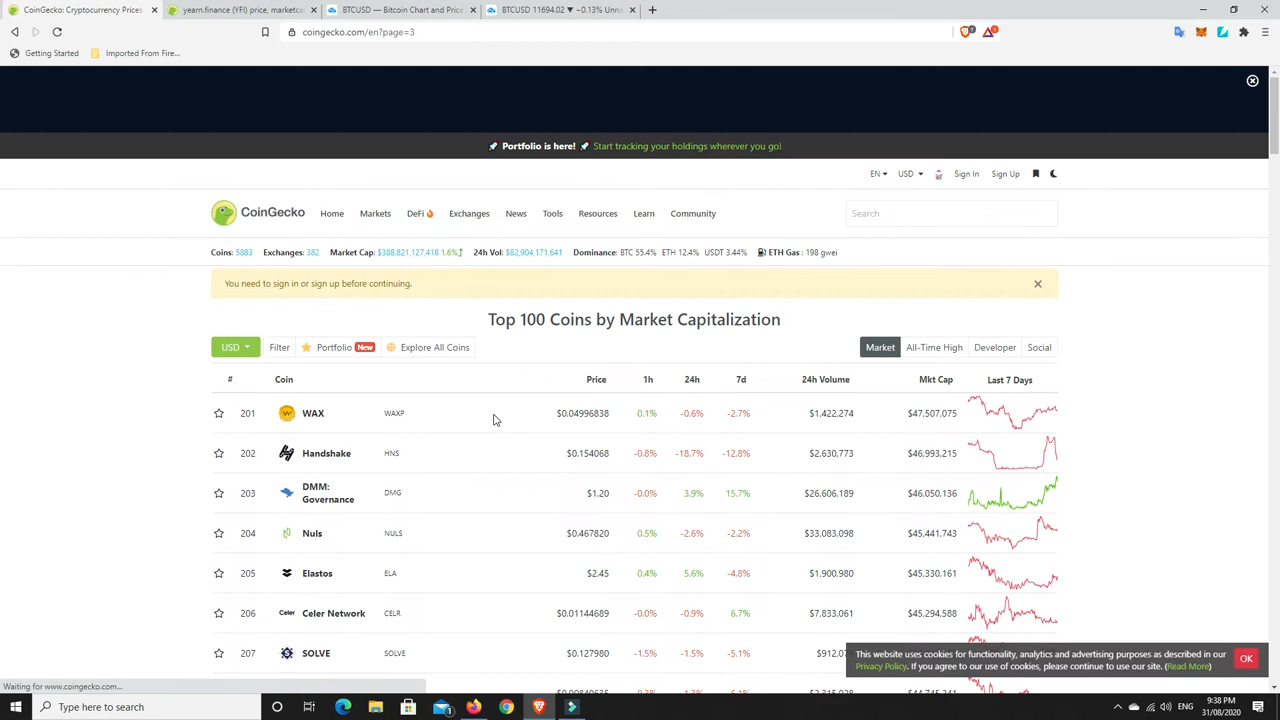 CoinGecko: Cryptocurrency Prices
yearn.finance (YFI) price, marketca
BTCUSD — Bitcoin Chart and Price
BTCUSD 11694.02 ▼ −0.13% Unna
coingecko.com/en?page=3
Getting Started
Imported From Fire...
🚀 Portfolio is here! 🚀 Start tracking your holdings wherever you go!
EN USD Sign In Sign Up
CoinGecko Home Markets DeFi Exchanges News Tools Resources Learn Community Search
Coins: 5883 Exchanges: 382 Market Cap: $388,821,127,418 1.6% 24h Vol: $82,904,171,641 Dominance: BTC 55.4% ETH 12.4% USDT 3.44% ETH Gas : 198 gwei
You need to sign in or sign up before continuing.
Top 100 Coins by Market Capitalization
USD Filter Portfolio New Explore All Coins Market All-Time High Developer Social
# Coin Price 1h 24h 7d 24h Volume Mkt Cap Last 7 Days
201 WAX WAXP $0.04996838 0.1% -0.6% -2.7% $1,422,274 $47,507,075
202 Handshake HNS $0.154068 -0.8% -18.7% -12.8% $2,630,773 $46,993,215
203 DMM: Governance DMG $1.20 -0.0% 3.9% 15.7% $26,606,189 $46,050,136
204 Nuls NULS $0.467820 0.5% -2.6% -2.2% $33,083,098 $45,441,743
205 Elastos ELA $2.45 0.4% 5.6% -4.8% $1,900,980 $45,330,161
206 Celer Celer Network CELR $0.01144689 -0.0% -0.9% 6.7% $7,833,061 $45,294,588
207 SOLVE SOLVE $0.127980 -1.5% -1.5% -5.1%
This website uses cookies for functionality, analytics and advertising purposes as described in our
Privacy Policy. If you agree to our use of cookies, please continue to use our site. (Read More)
OK
Waiting for www.coingecko.com...
Type here to search
ENG
9:38 PM
31/08/2020